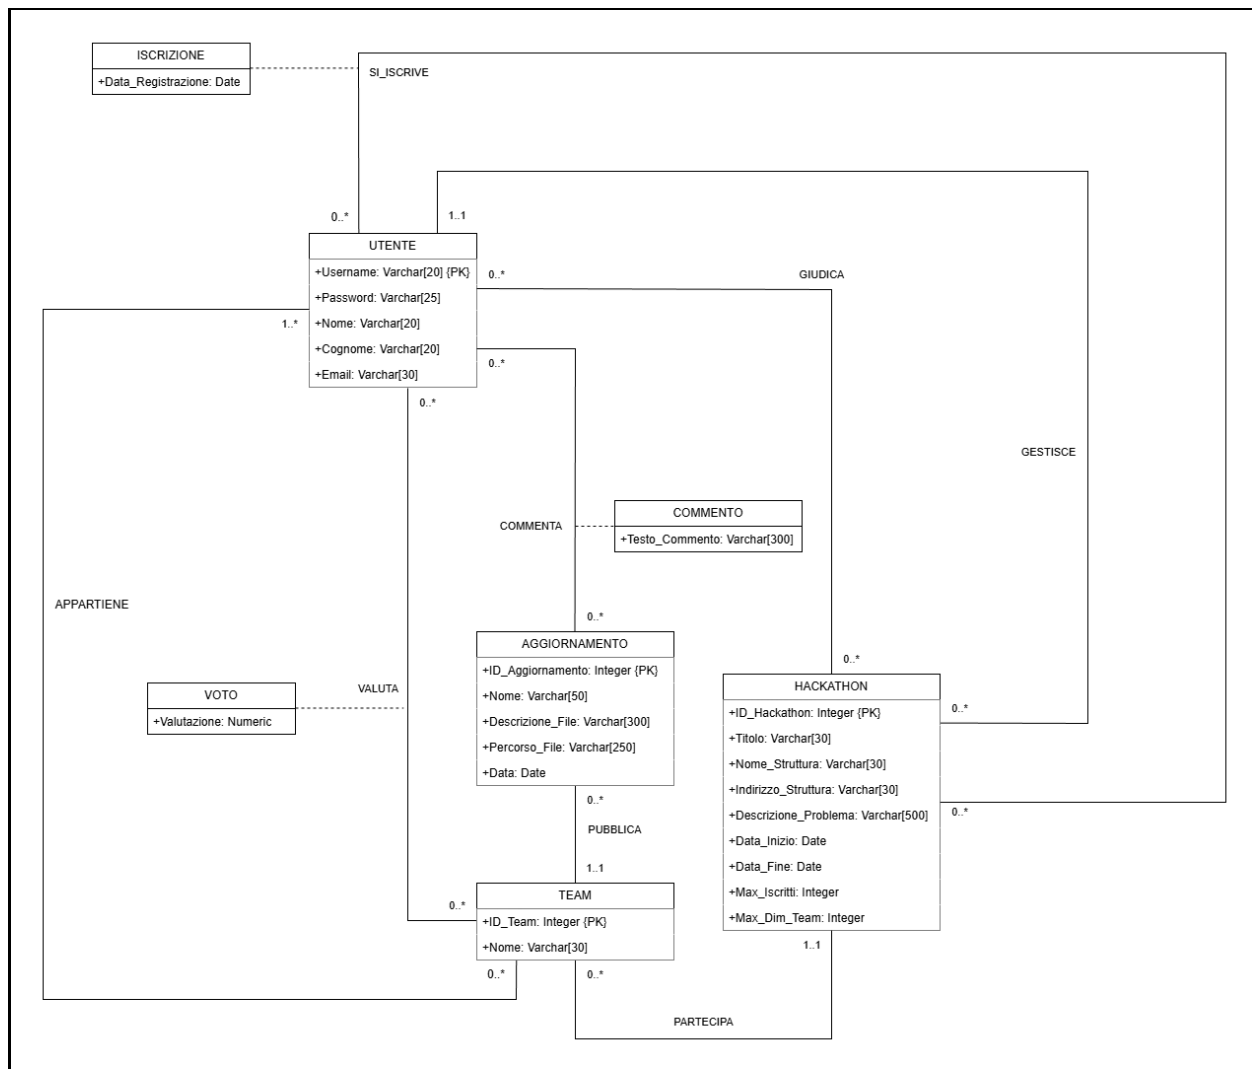 ISCRIZIONE
+Data_Registrazione: Date
SI_ISCRIVE
0..*
1..1
UTENTE
+Username: Varchar[20] {PK}
+Password: Varchar[25]
+Nome: Varchar[20]
+Cognome: Varchar[20]
+Email: Varchar[30]
0..*
GIUDICA
1..*
0..*
0..*
GESTISCE
COMMENTO
+Testo_Commento: Varchar[300]
COMMENTA
APPARTIENE
0..*
AGGIORNAMENTO
+ID_Aggiornamento: Integer {PK}
+Nome: Varchar[50]
+Descrizione_File: Varchar[300]
+Percorso_File: Varchar[250]
+Data: Date
VALUTA
VOTO
+Valutazione: Numeric
0..*
HACKATHON
+ID_Hackathon: Integer {PK}
+Titolo: Varchar[30]
+Nome_Struttura: Varchar[30]
+Indirizzo_Struttura: Varchar[30]
+Descrizione_Problema: Varchar[500]
+Data_Inizio: Date
+Data_Fine: Date
+Max_Iscritti: Integer
+Max_Dim_Team: Integer
0..*
0..*
0..*
PUBBLICA
1..1
TEAM
+ID_Team: Integer {PK}
+Nome: Varchar[30]
0..*
0..*
0..*
1..1
PARTECIPA